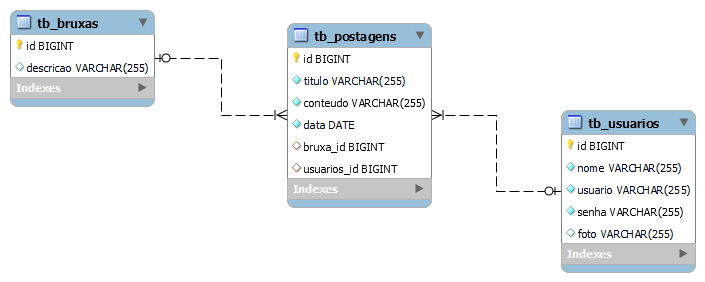 tb_bruxas
id BIGINT
descricao VARCHAR(255)
Indexes
tb_postagens
id BIGINT
titulo VARCHAR(255)
conteudo VARCHAR(255)
data DATE
bruxa_id BIGINT
usuarios_id BIGINT
Indexes
tb_usuarios
id BIGINT
nome VARCHAR(255)
usuario VARCHAR(255)
senha VARCHAR(255)
foto VARCHAR(255)
Indexes